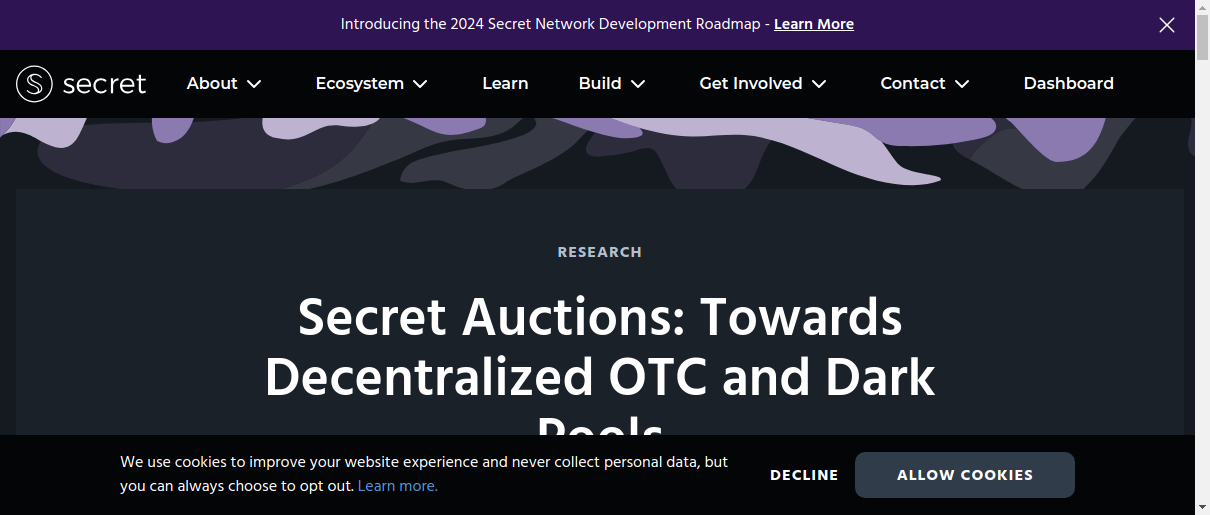 Introducing the 2024 Secret Network Development Roadmap - Learn More
secret
About
Ecosystem
Learn
Build
Get Involved
Contact
Dashboard
RESEARCH
Secret Auctions: Towards
Decentralized OTC and Dark
Pools
We use cookies to improve your website experience and never collect personal data, but
you can always choose to opt out. Learn more.
DECLINE
ALLOW COOKIES